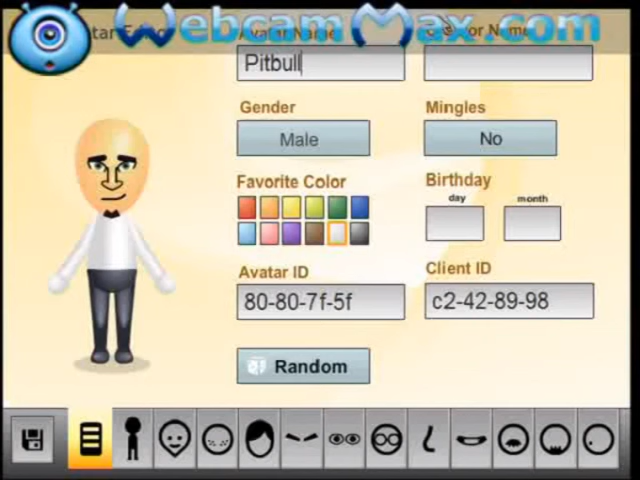 WebcamMax.com
Avatar Name
Pitbull
Gender
Mingles
Male
No
Favorite Color
Birthday
day
month
Avatar ID
Client ID
80-80-7f-5f
c2-42-89-98
Random